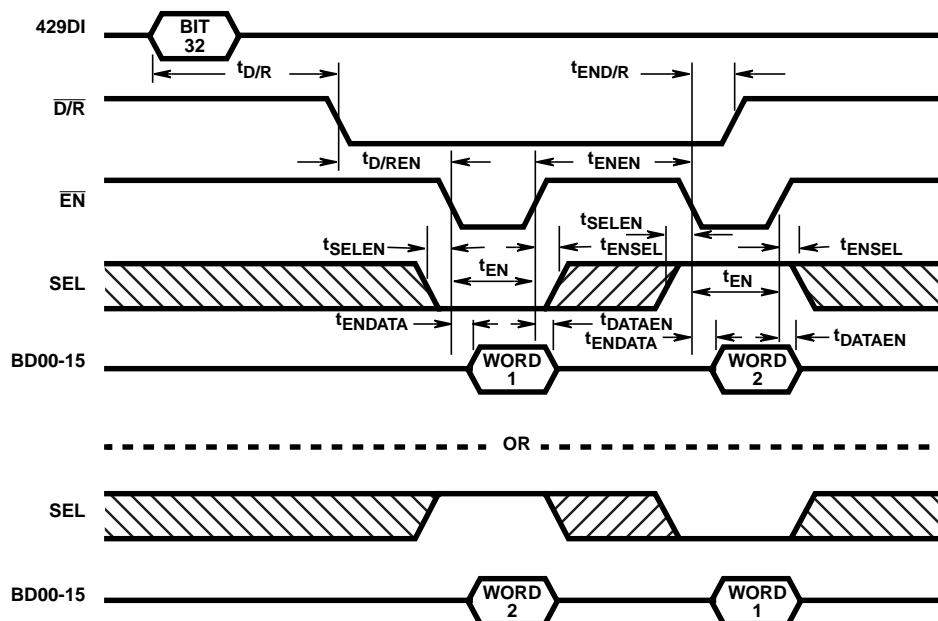 429DI
BIT
32
tD/R
tEND/R
D/R
tD/REN
tENEN
EN
tSELEN
tSELEN
tENSEL
tENSEL
SEL
tEN
tEN
tENDATA
tDATAEN
tENDATA
tDATAEN
BD00-15
WORD
1
WORD
2
OR
SEL
BD00-15
WORD
2
WORD
1